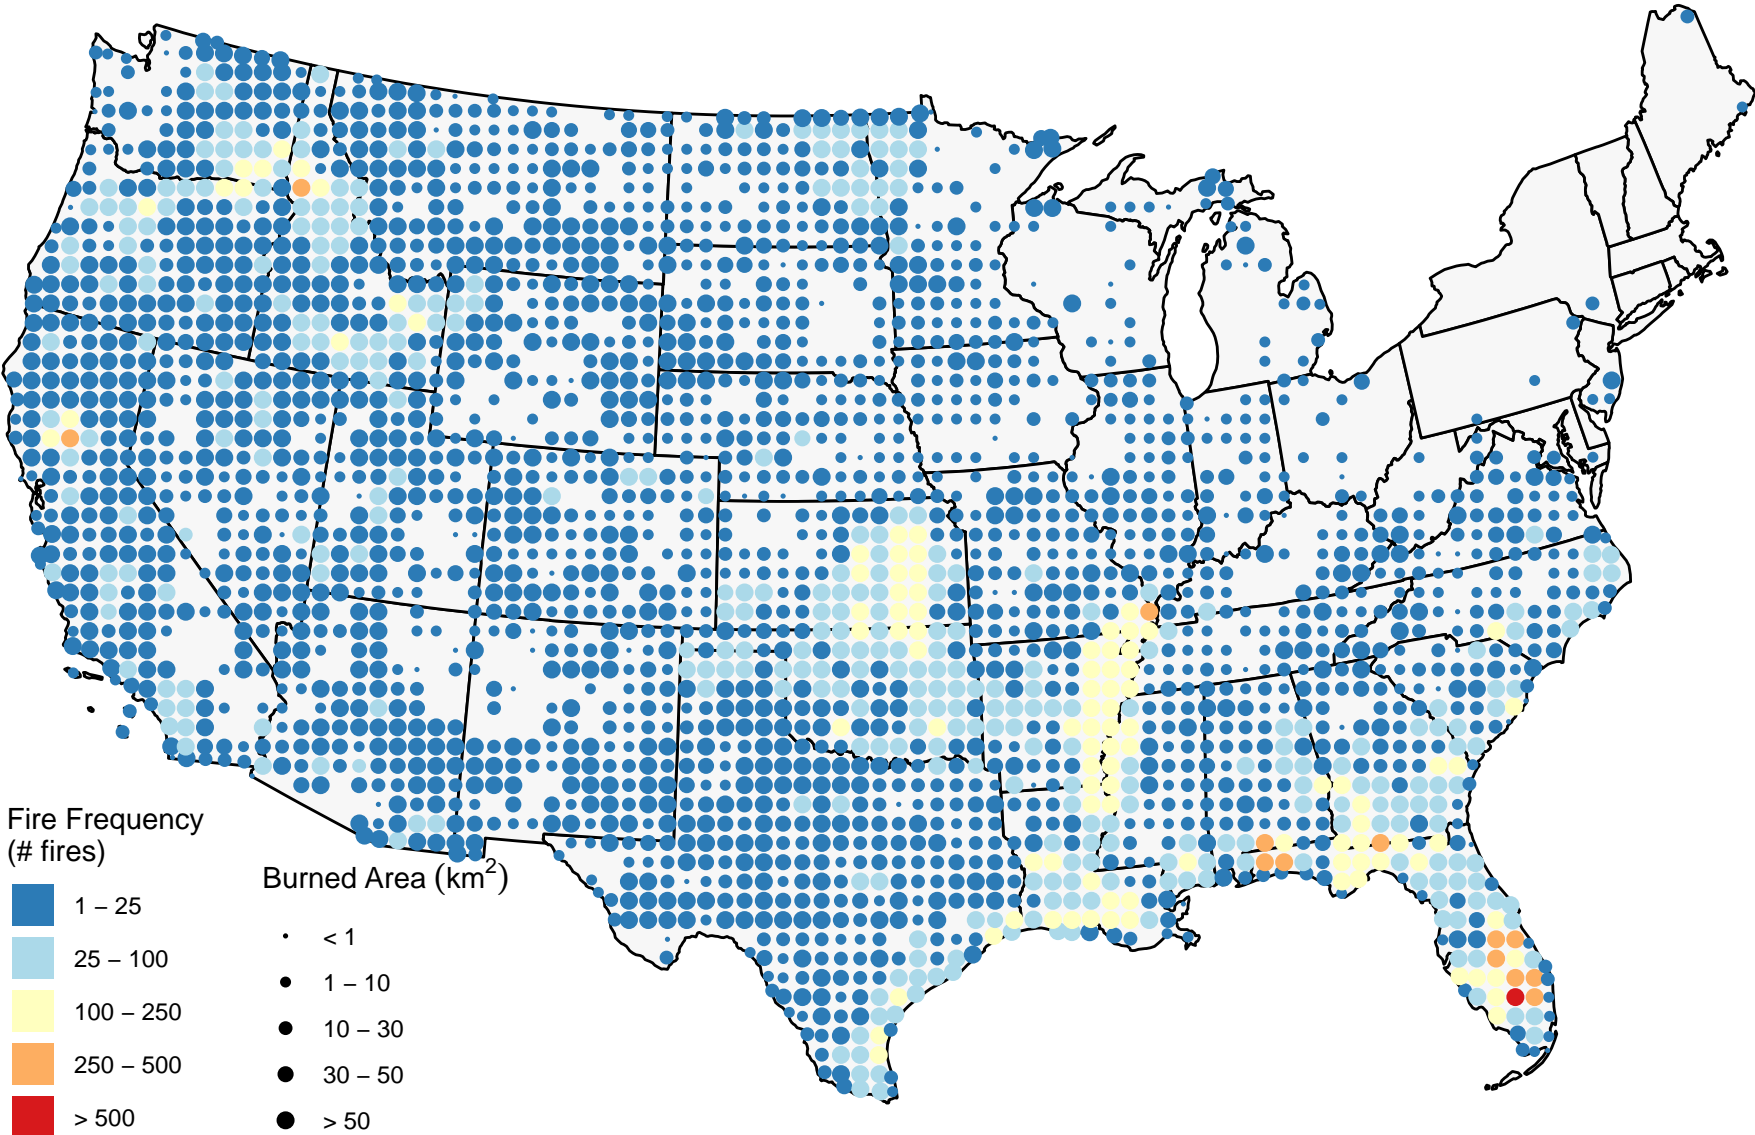 Fire Frequency
(# fires)
1 – 25
25 – 100
100 – 250
250 – 500
> 500
Burned Area (km²)
< 1
1 – 10
10 – 30
30 – 50
> 50